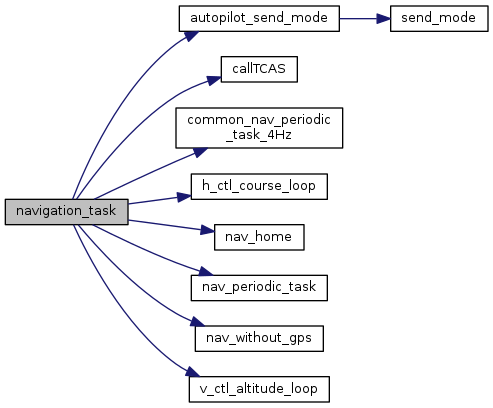 autopilot_send_mode
send_mode
callTCAS
common_nav_periodic
_task_4Hz
navigation_task
h_ctl_course_loop
nav_home
nav_periodic_task
nav_without_gps
v_ctl_altitude_loop